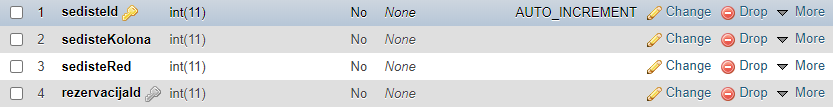 1 sedisteId int(11) No None AUTO_INCREMENT Change Drop More
2 sedisteKolona int(11) No None Change Drop More
3 sedisteRed int(11) No None Change Drop More
4 rezervacijaId int(11) No None Change Drop More